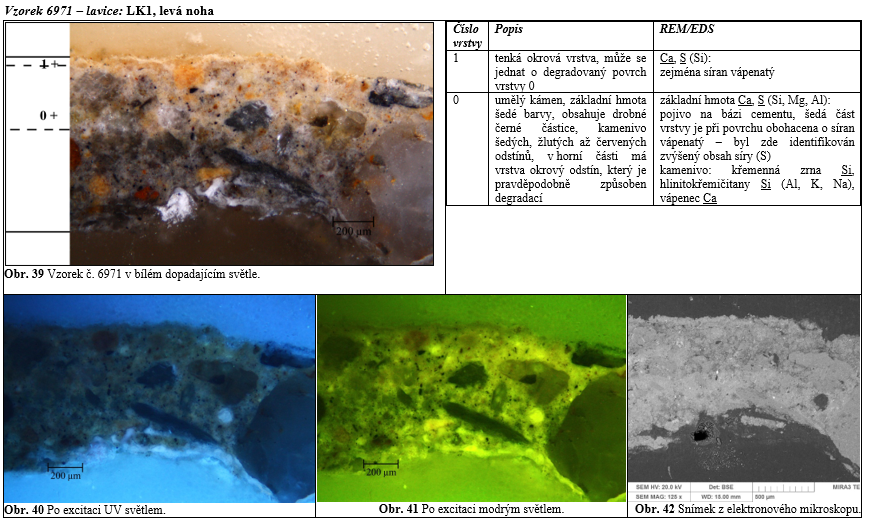 Vzorek 6971 – lavice: LK1, levá noha
1 +
0 +
200 µm
Obr. 39 Vzorek č. 6971 v bílém dopadajícím světle.
Číslo vrstvy Popis REM/EDS
1 tenká okrová vrstva, může se jednat o degradovaný povrch vrstvy 0
Ca, S (Si):
zejména síran vápenatý
0 umělý kámen, základní hmota
šedé barvy, obsahuje drobné
černé částice, kamenivo
šedých, žlutých až červených
odstínů, v horní části má
vrstva okrový odstín, který je
pravděpodobně způsoben
degradací
základní hmota Ca, S (Si, Mg, Al):
pojivo na bázi cementu, šedá část
vrstvy je při povrchu obohacena o síran
vápenatý – byl zde identifikován
zvýšený obsah síry (S)
kamenivo: křemenná zrna Si,
hlinitokřemičitany Si (Al, K, Na),
vápenec Ca
200 µm
Obr. 40 Po excitaci UV světlem.
200 µm
Obr. 41 Po excitaci modrým světlem.
SEM HV: 20.0 kV Det: BSE MIRA3 TE
SEM MAG: 125 x WD: 15.00 mm 500 µm
Obr. 42 Snímek z elektronového mikroskopu.